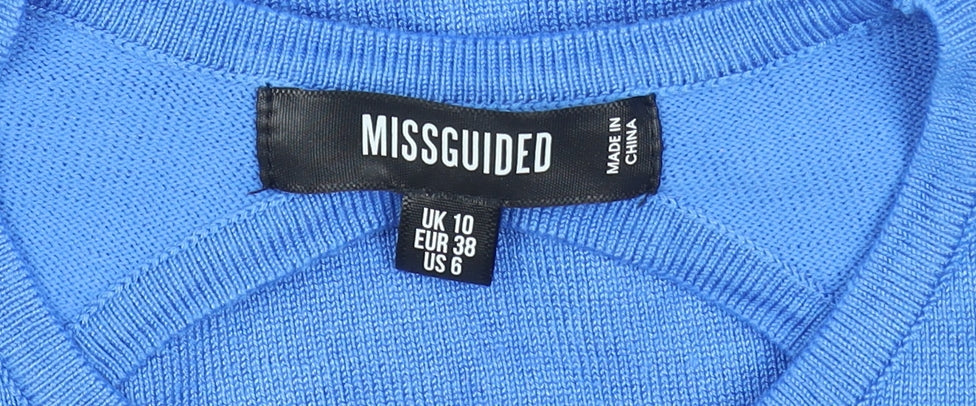 MISSGUIDED
MADE IN
CHINA
UK 10
EUR 38
US 6